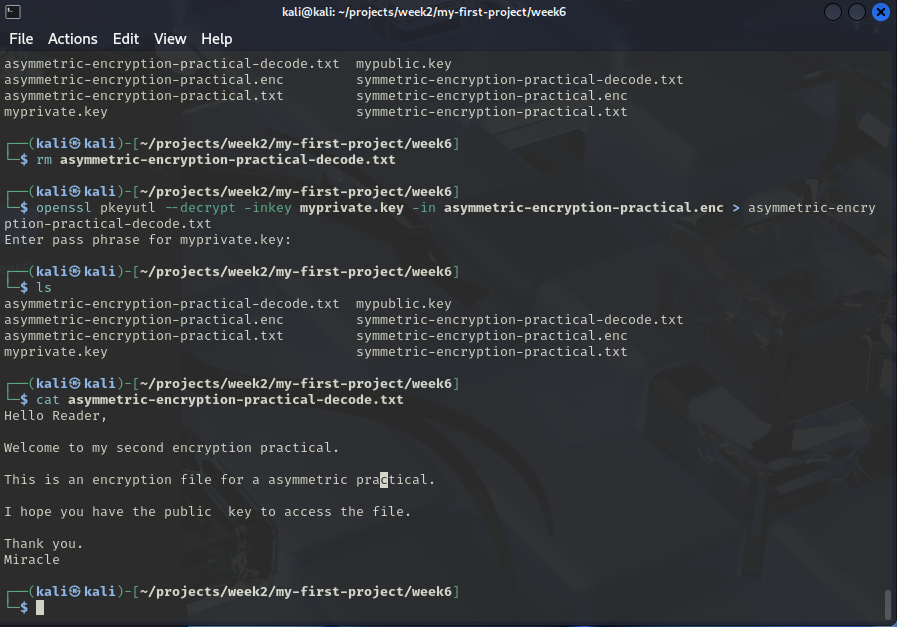 kali@kali: ~/projects/week2/my-first-project/week6
File Actions Edit View Help
asymmetric-encryption-practical-decode.txt mypublic.key
asymmetric-encryption-practical.enc symmetric-encryption-practical-decode.txt
asymmetric-encryption-practical.txt symmetric-encryption-practical.enc
myprivate.key symmetric-encryption-practical.txt
┌──(kali㉿kali)-[~/projects/week2/my-first-project/week6]
└─$ rm asymmetric-encryption-practical-decode.txt
┌──(kali㉿kali)-[~/projects/week2/my-first-project/week6]
└─$ openssl pkeyutl --decrypt -inkey myprivate.key -in asymmetric-encryption-practical.enc > asymmetric-encry
ption-practical-decode.txt
Enter pass phrase for myprivate.key:
┌──(kali㉿kali)-[~/projects/week2/my-first-project/week6]
└─$ ls
asymmetric-encryption-practical-decode.txt mypublic.key
asymmetric-encryption-practical.enc symmetric-encryption-practical-decode.txt
asymmetric-encryption-practical.txt symmetric-encryption-practical.enc
myprivate.key symmetric-encryption-practical.txt
┌──(kali㉿kali)-[~/projects/week2/my-first-project/week6]
└─$ cat asymmetric-encryption-practical-decode.txt
Hello Reader,
Welcome to my second encryption practical.
This is an encryption file for a asymmetric practical.
I hope you have the public  key to access the file.
Thank you.
Miracle
┌──(kali㉿kali)-[~/projects/week2/my-first-project/week6]
└─$